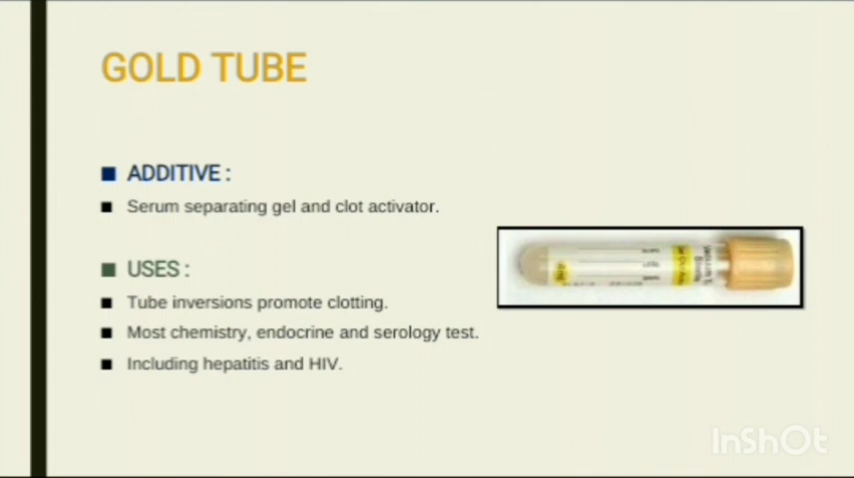 GOLD TUBE
ADDITIVE :
Serum separating gel and clot activator.
USES :
Tube inversions promote clotting.
Most chemistry, endocrine and serology test.
Including hepatitis and HIV.
InShOt